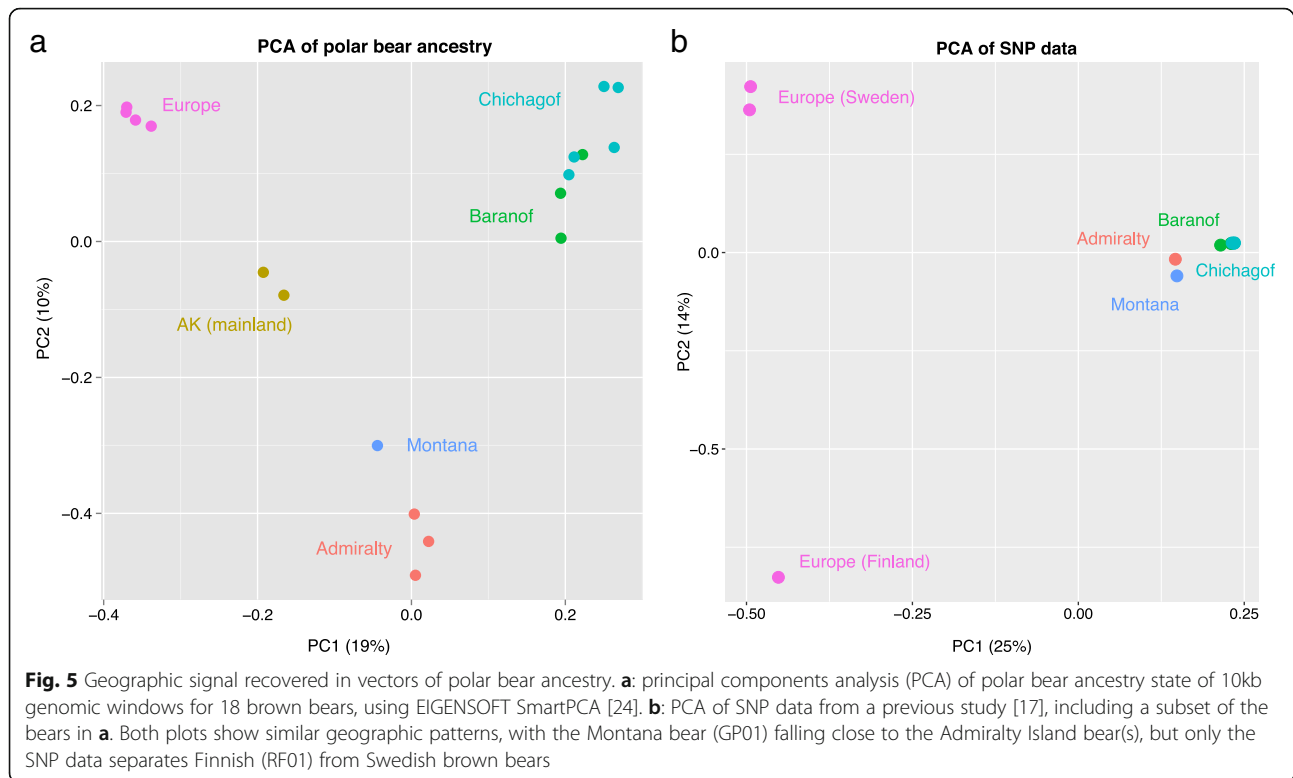 a
PCA of polar bear ancestry
0.2
0.0
−0.2
−0.4
PC2 (10%)
Europe
Chichagof
Baranof
AK (mainland)
Montana
Admiralty
−0.4
−0.2
0.0
0.2
PC1 (19%)
b
PCA of SNP data
0.0
−0.5
PC2 (14%)
Europe (Sweden)
Baranof
Admiralty
Chichagof
Montana
Europe (Finland)
−0.50
−0.25
0.00
0.25
PC1 (25%)
Fig. 5 Geographic signal recovered in vectors of polar bear ancestry. a: principal components analysis (PCA) of polar bear ancestry state of 10kb
genomic windows for 18 brown bears, using EIGENSOFT SmartPCA [24]. b: PCA of SNP data from a previous study [17], including a subset of the
bears in a. Both plots show similar geographic patterns, with the Montana bear (GP01) falling close to the Admiralty Island bear(s), but only the
SNP data separates Finnish (RF01) from Swedish brown bears